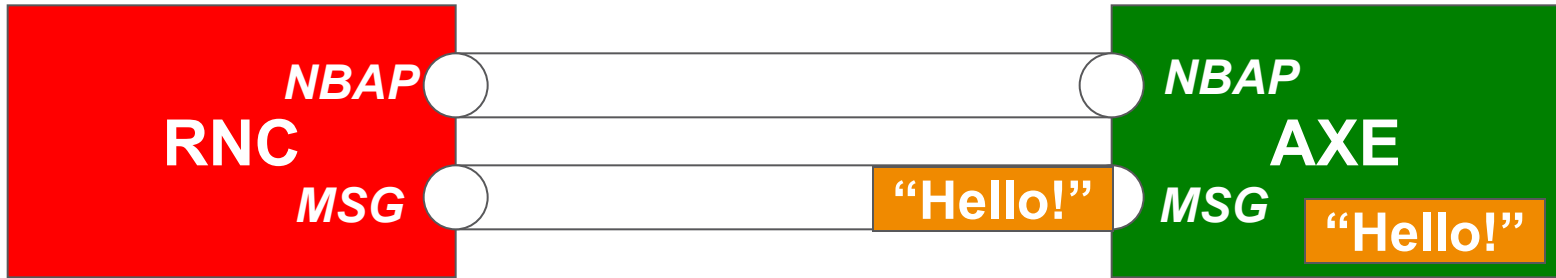 NBAP
RNC
MSG
“Hello!”
NBAP
AXE
MSG
“Hello!”